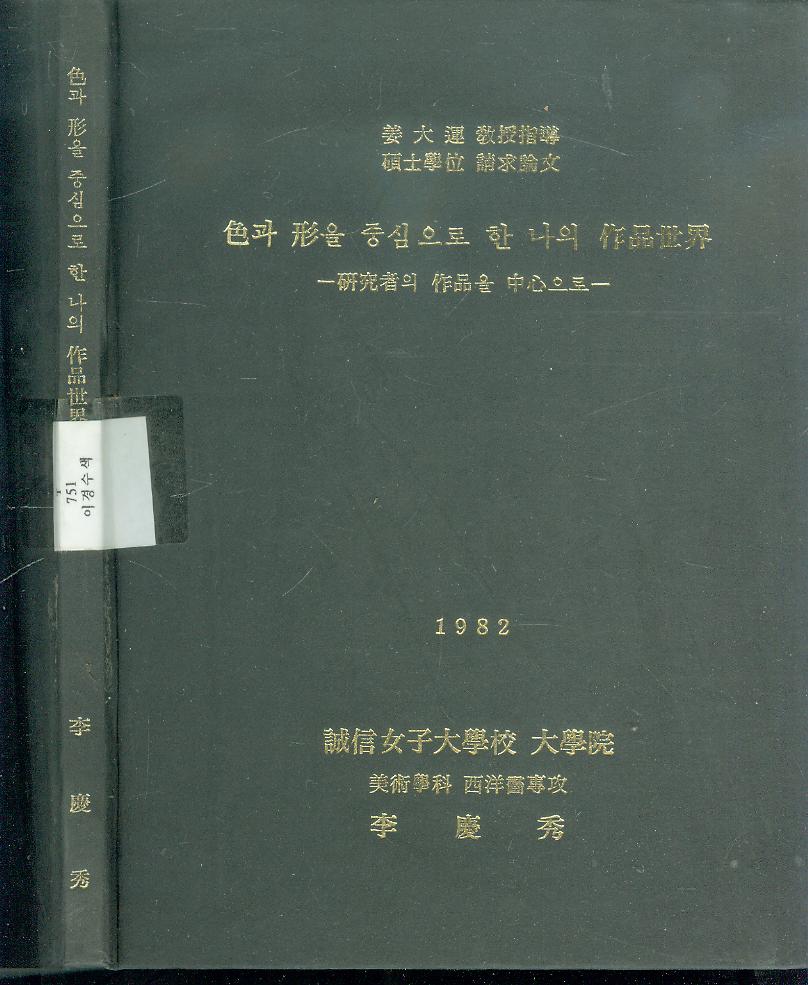 色과 形을 중심으로 한 나의 作品世界
751
이경수색
李 慶 秀
姜大運 敎授指導
碩士學位 請求論文
色과 形을 중심으로 한 나의 作品世界
—研究者의 作品을 中心으로—
1982
誠信女子大學校 大學院
美術學科 西洋畵專攻
李 慶 秀